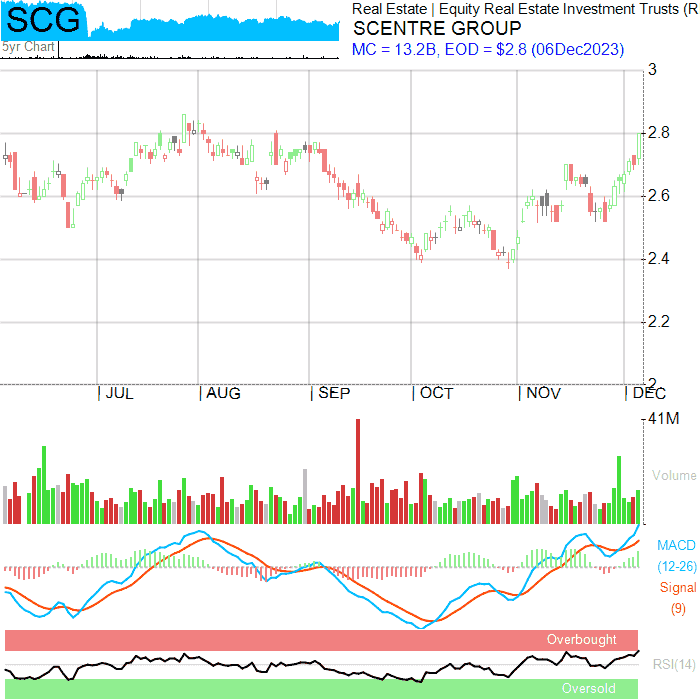 SCG
5yr Chart
Real Estate | Equity Real Estate Investment Trusts (R
SCENTRE GROUP
MC = 13.2B, EOD = $2.8 (06Dec2023)
3
2.8
2.6
2.4
2.2
2
JUL AUG SEP OCT NOV DEC
41M
Volume
MACD
(12-26)
Signal
(9)
Overbought
RSI(14)
Oversold